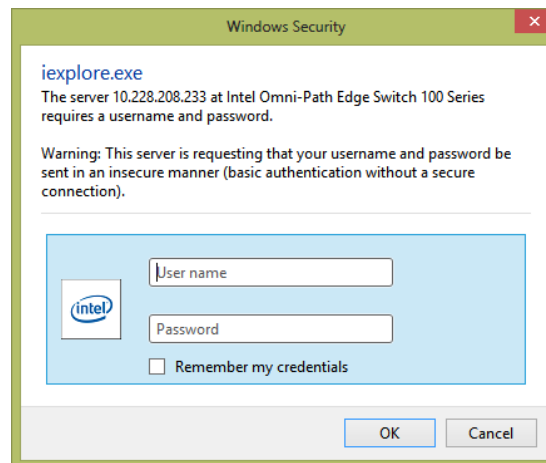 Windows Security
iexplore.exe
The server 10.228.208.233 at Intel Omni-Path Edge Switch 100 Series
requires a username and password.
Warning: This server is requesting that your username and password be
sent in an insecure manner (basic authentication without a secure
connection).
User name
intel
Password
Remember my credentials
OK
Cancel